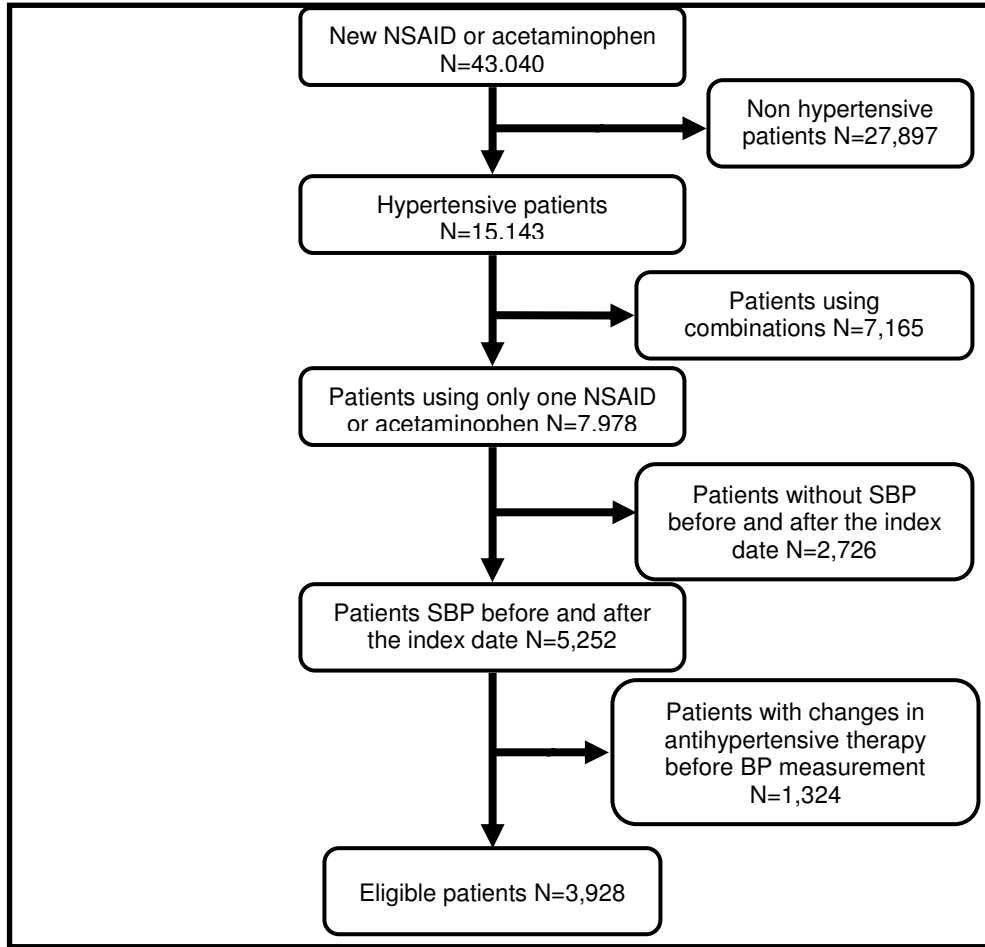 New NSAID or acetaminophen
N=43,040
Non hypertensive
patients N=27,897
Hypertensive patients
N=15,143
Patients using
combinations N=7,165
Patients using only one NSAID
or acetaminophen N=7,978
Patients without SBP
before and after the index
date N=2,726
Patients SBP before and after
the index date N=5,252
Patients with changes in
antihypertensive therapy
before BP measurement
N=1,324
Eligible patients N=3,928